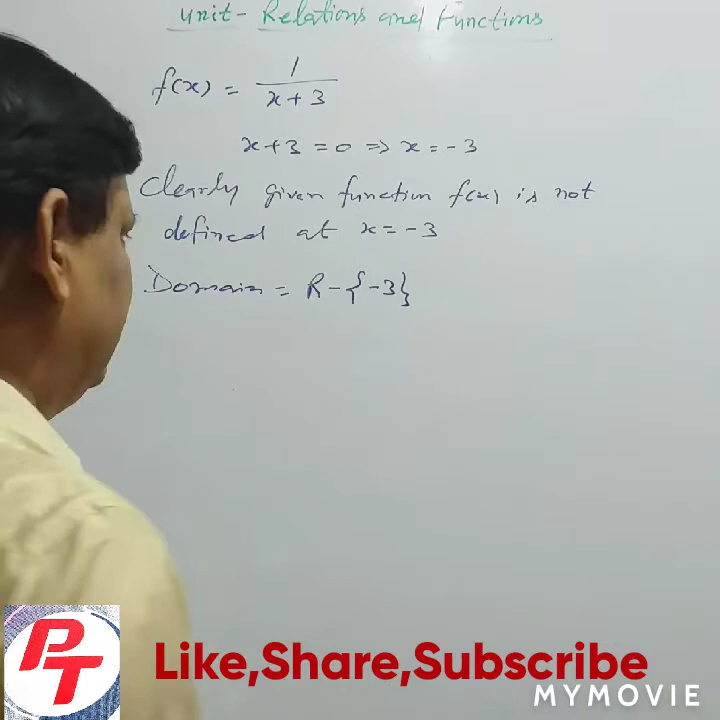 Unit- Relations and Functions
f(x) = 1/(x+3)
x+3 = 0 => x = -3
Clearly given function f(x) is not
defined at x = -3
Domain = R-{-3}
PT
Like,Share,Subscribe
MYMOVIE